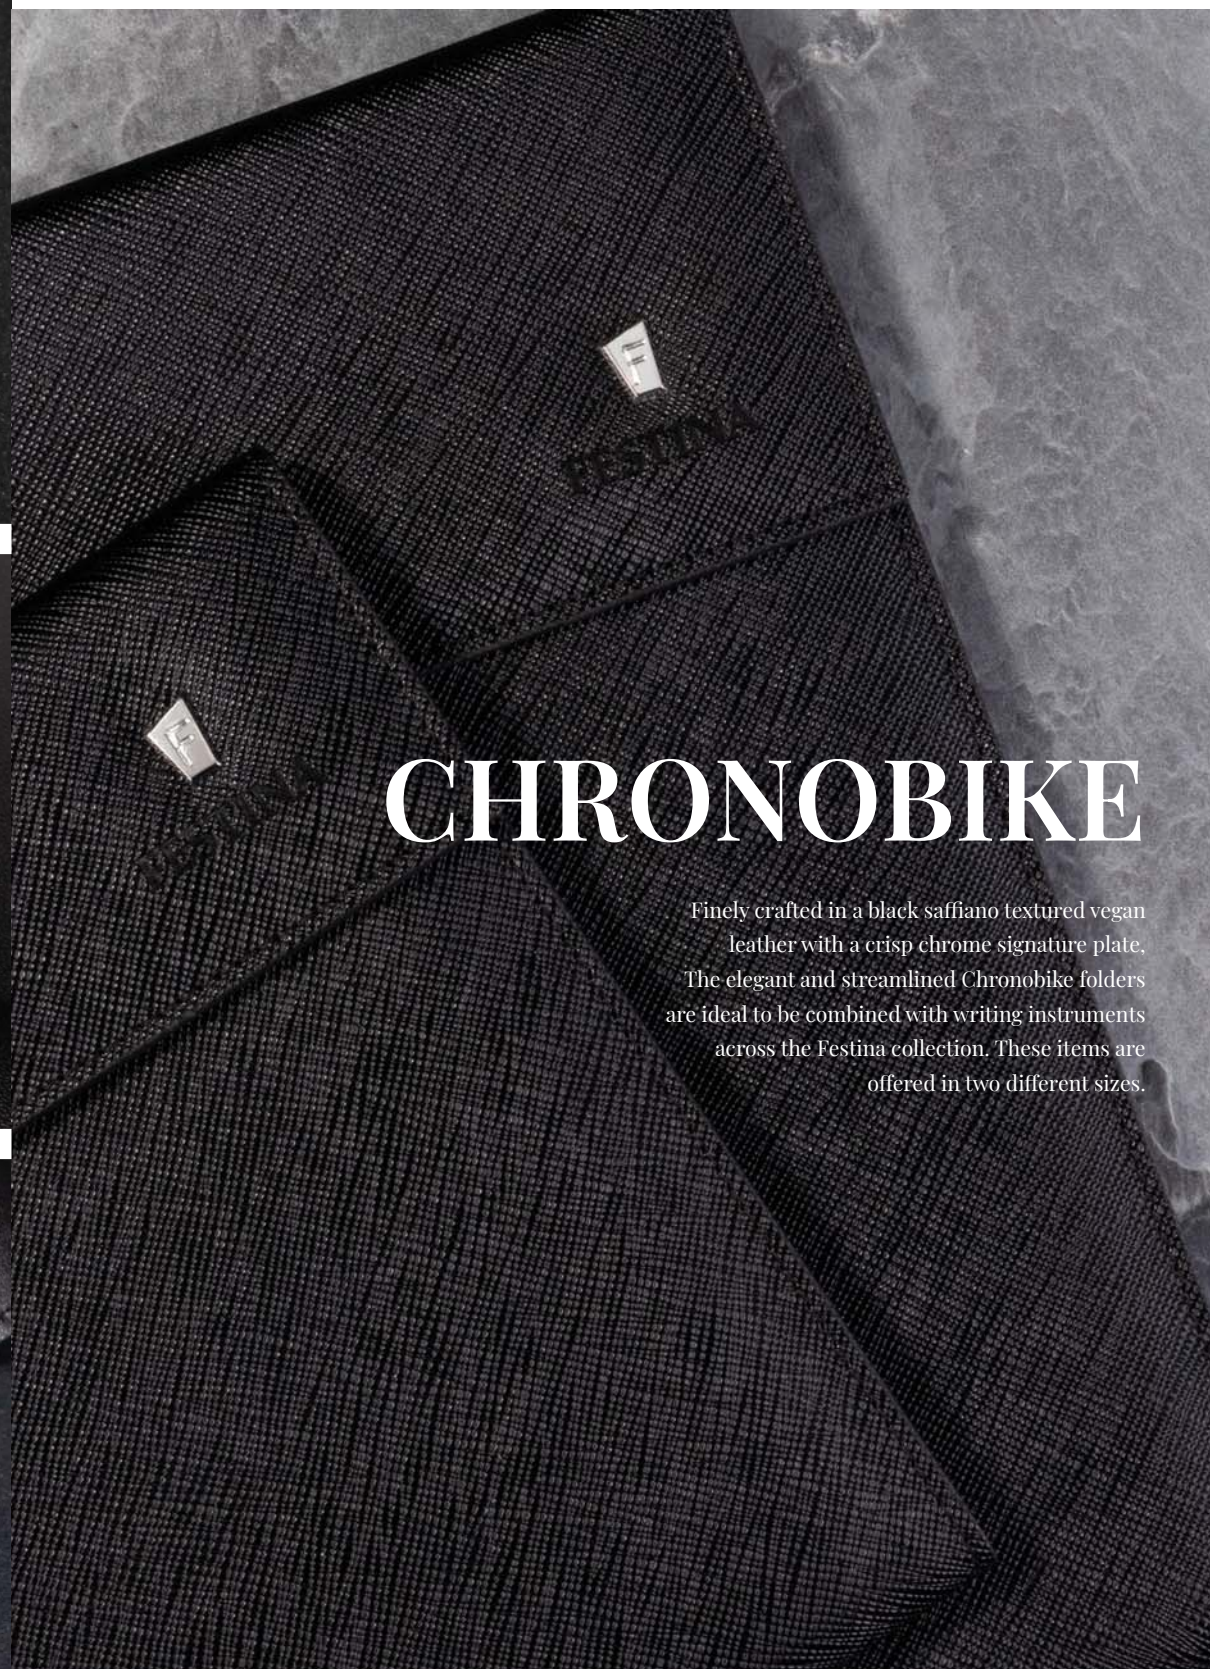 F
FESTINA
F
FESTINA
CHRONOBIKE
Finely crafted in a black saffiano textured vegan
leather with a crisp chrome signature plate,
The elegant and streamlined Chronobike folders
are ideal to be combined with writing instruments
across the Festina collection. These items are
offered in two different sizes.